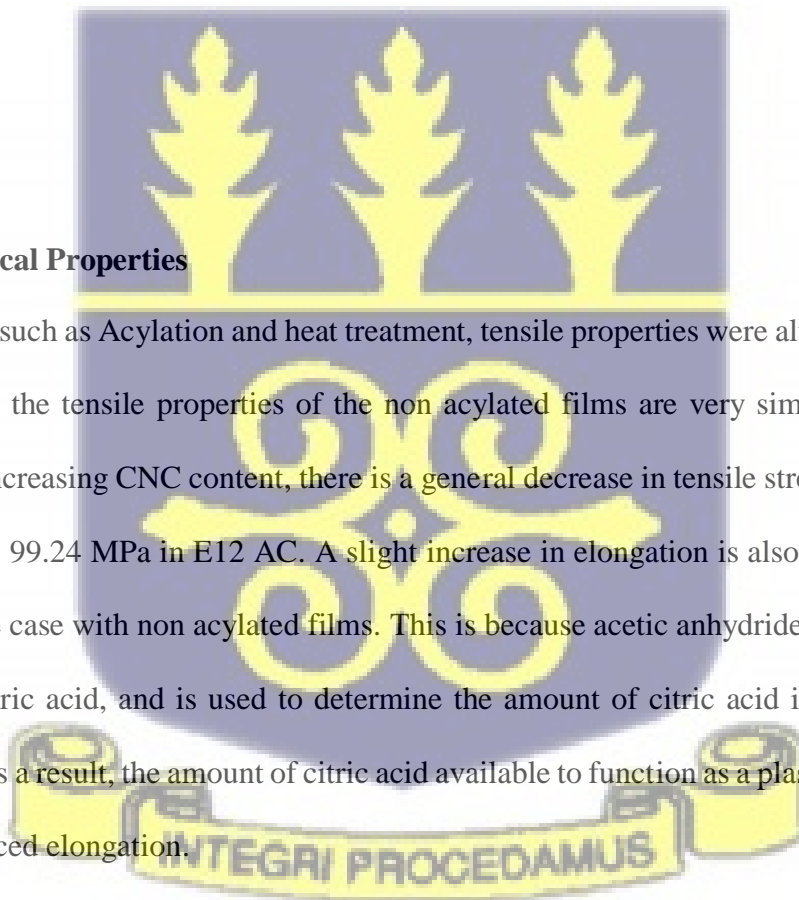 ical Properties
such as Acylation and heat treatment, tensile properties were al
the tensile properties of the non acylated films are very sim
creasing CNC content, there is a general decrease in tensile stre
99.24 MPa in E12 AC. A slight increase in elongation is also
case with non acylated films. This is because acetic anhydride
ric acid, and is used to determine the amount of citric acid i
s a result, the amount of citric acid available to function as a plas
ced elongation.
INTEGRI PROCEDAMUS